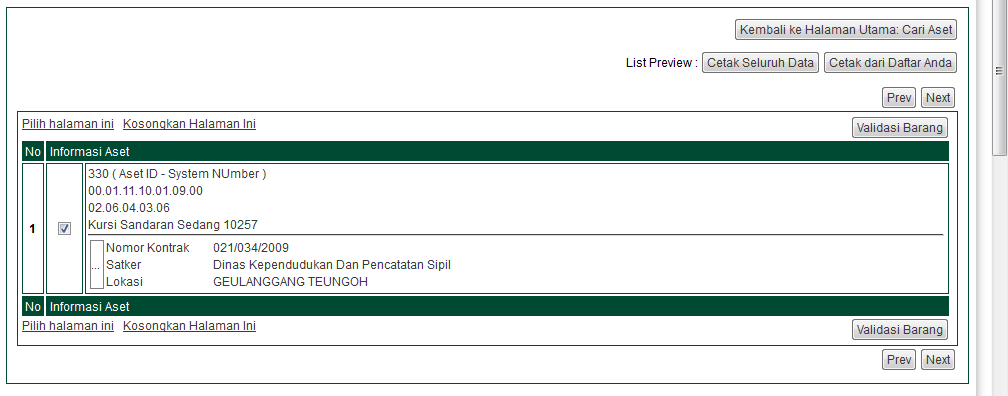 Kembali ke Halaman Utama: Cari Aset
List Preview : Cetak Seluruh Data Cetak dari Daftar Anda
Prev Next
Pilih halaman ini Kosongkan Halaman Ini Validasi Barang
No Informasi Aset
330 ( Aset ID - System NUmber )
00.01.11.10.01.09.00
02.06.04.03.06
1 Kursi Sandaran Sedang 10257
Nomor Kontrak 021/034/2009
... Satker Dinas Kependudukan Dan Pencatatan Sipil
Lokasi GEULANGGANG TEUNGOH
No Informasi Aset
Pilih halaman ini Kosongkan Halaman Ini Validasi Barang
Prev Next